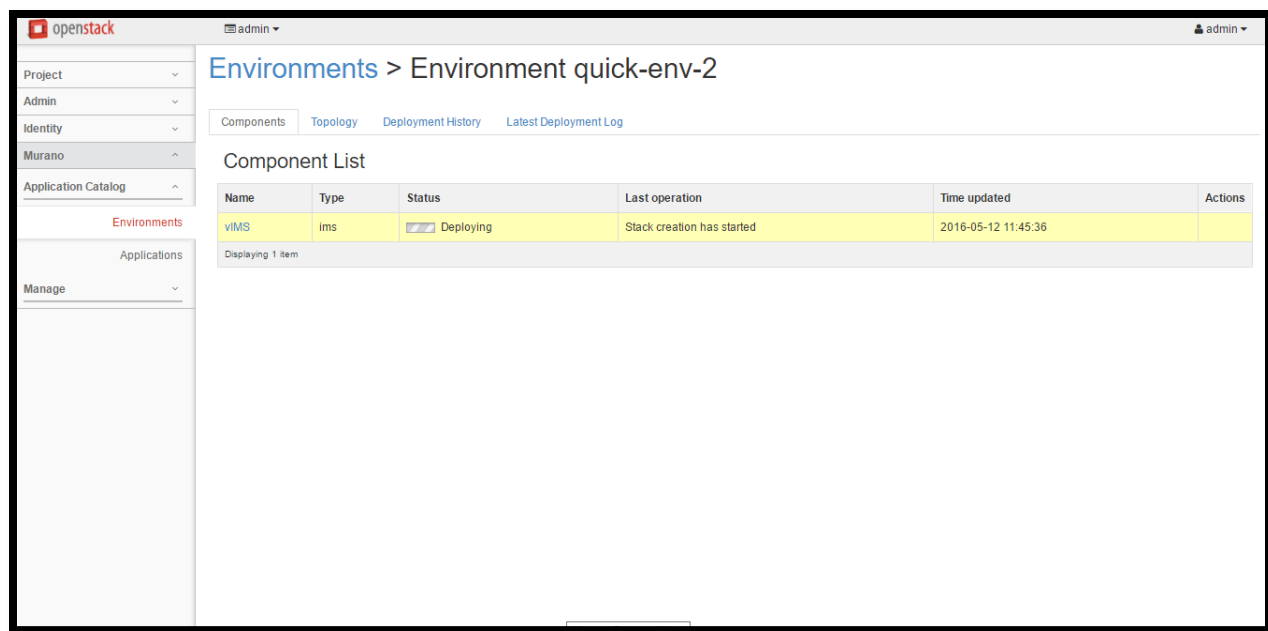 openstack
admin
admin
Project
Admin
Identity
Murano
Application Catalog
Environments
Applications
Manage
Environments > Environment quick-env-2
Components Topology Deployment History Latest Deployment Log
Component List
Name Type Status Last operation Time updated Actions
vIMS ims Deploying Stack creation has started 2016-05-12 11:45:36
Displaying 1 item